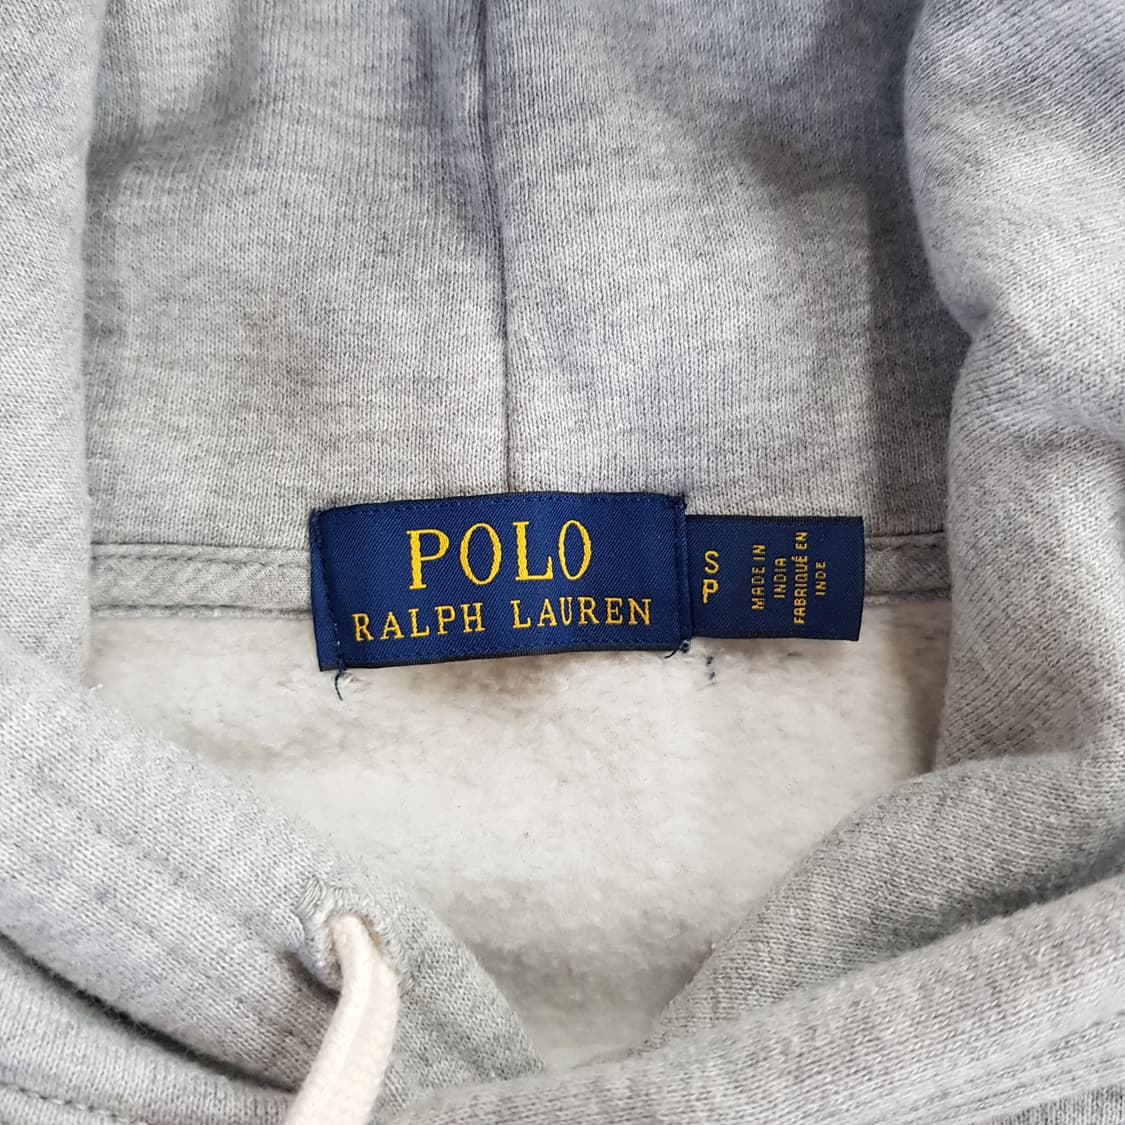 POLO
RALPH LAUREN
S
P
MADE IN
INDIA
FABRIQUÉ EN
INDE